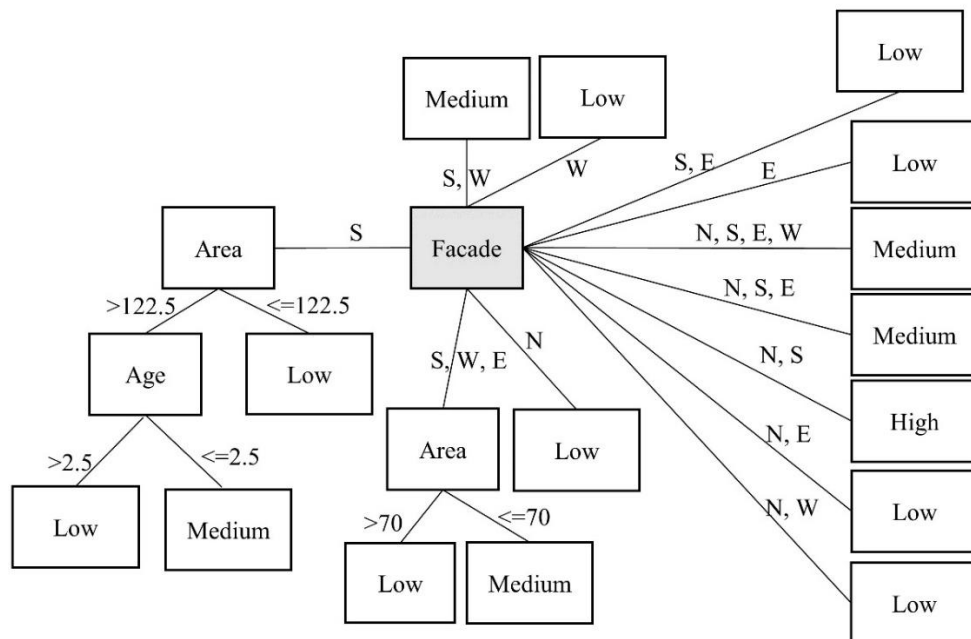 Low
Medium
Low
S, W
W
S, E
E
Low
Area
S
Facade
N, S, E, W
Medium
>122.5
<=122.5
N, S, E
Medium
Age
Low
S, W, E
N
N, S
High
Area
Low
N, E
>2.5
<=2.5
Low
Medium
>70
<=70
N, W
Low
Low
Medium
Low